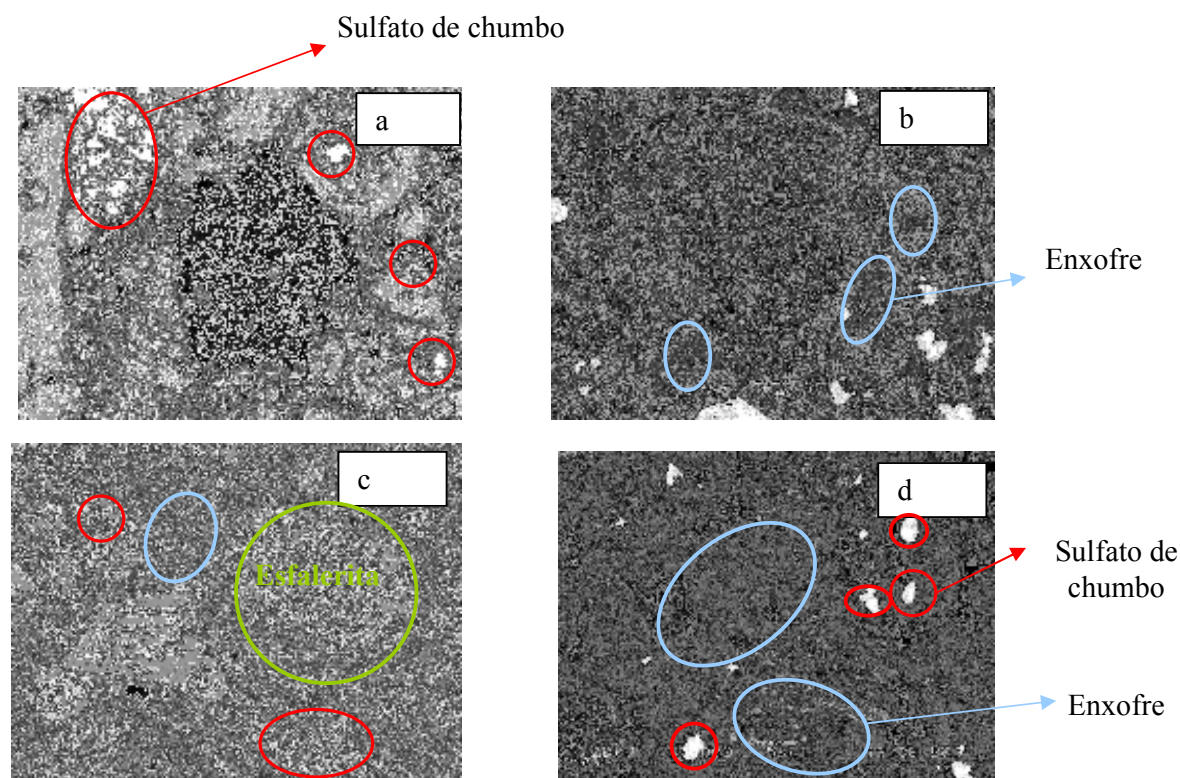 Sulfato de chumbo
a
b
Enxofre
c
Esfalerita
d
Sulfato de
chumbo
Enxofre